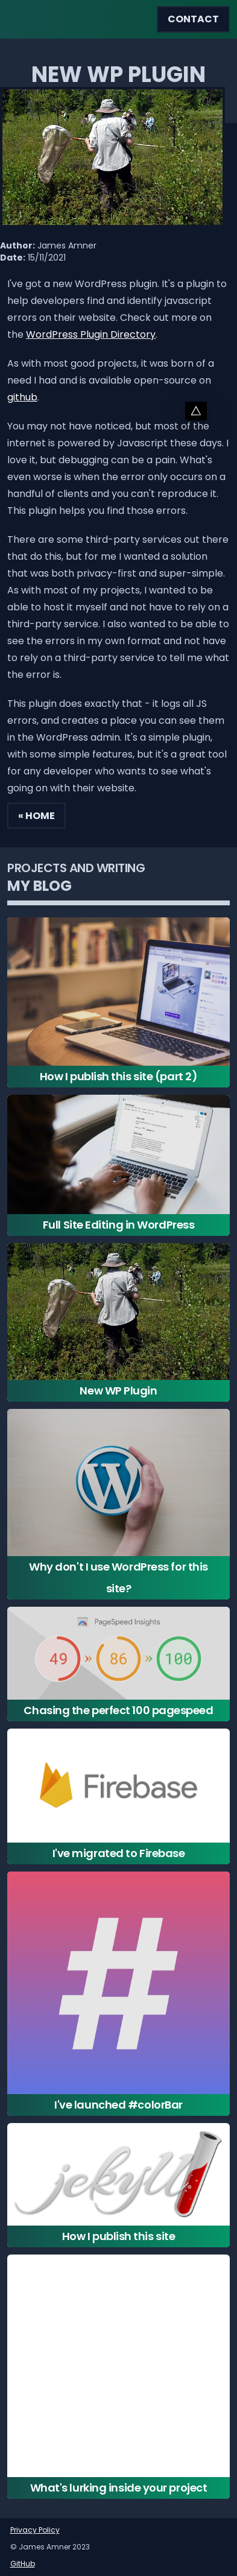 CONTACT
NEW WP PLUGIN
Author: James Amner
Date: 15/11/2021
I've got a new WordPress plugin. It's a plugin to
help developers find and identify javascript
errors on their website. Check out more on
the WordPress Plugin Directory.
As with most good projects, it was born of a
need I had and is available open-source on
github.
You may not have noticed, but most of the
internet is powered by Javascript these days. I
love it, but debugging can be a pain. What's
even worse is when the error only occurs on a
handful of clients and you can't reproduce it.
This plugin helps you find those errors.
There are some third-party services out there
that do this, but for me I wanted a solution
that was both privacy-first and super-simple.
As with most of my projects, I wanted to be
able to host it myself and not have to rely on a
third-party service. I also wanted to be able to
see the errors in my own format and not have
to rely on a third-party service to tell me what
the error is.
This plugin does exactly that - it logs all JS
errors, and creates a place you can see them
in the WordPress admin. It's a simple plugin,
with some simple features, but it's a great tool
for any developer who wants to see what's
going on with their website.
« HOME
PROJECTS AND WRITING
MY BLOG
How I publish this site (part 2)
Full Site Editing in WordPress
New WP Plugin
Why don't I use WordPress for this
site?
PageSpeed Insights
49 » 86 » 100
Chasing the perfect 100 pagespeed
Firebase
I've migrated to Firebase
#
I've launched #colorBar
jekyll
How I publish this site
What's lurking inside your project
Privacy Policy
© James Amner 2023
GitHub